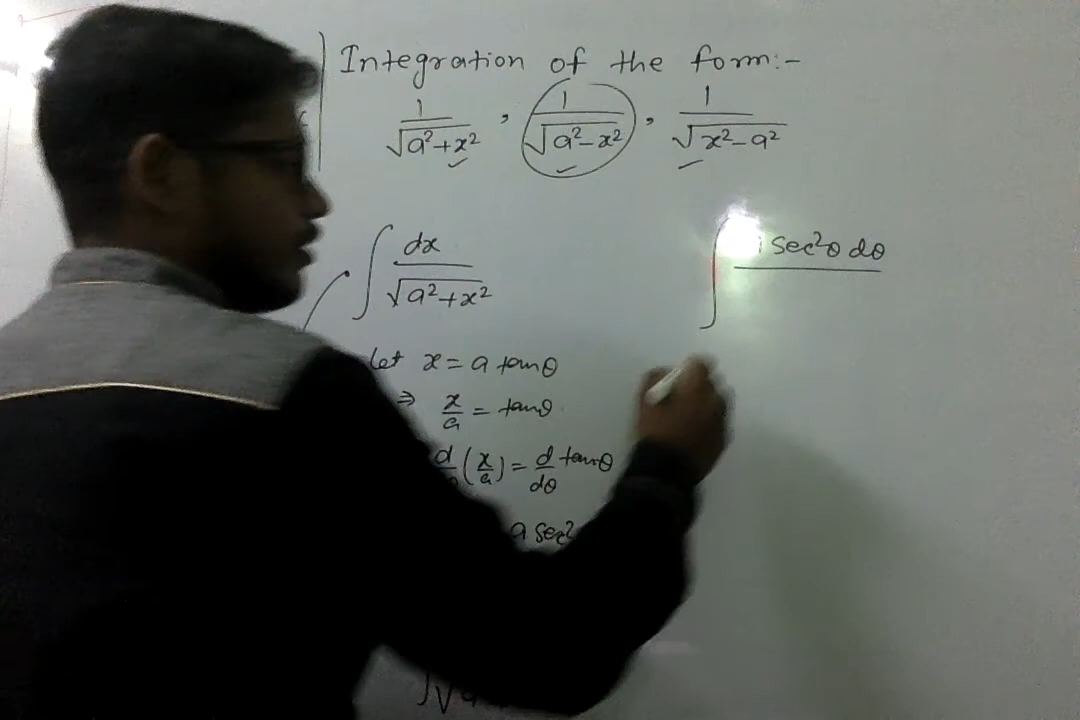 Integration of the form:-
1/√(a²+x²) , 1/√(a²-x²) , 1/√(x²-a²)
∫ dx/√(a²+x²)
∫ sec²θ dθ
let x = a tanθ
⇒ x/a = tanθ
(x/a) = d/dθ tanθ
a sec²